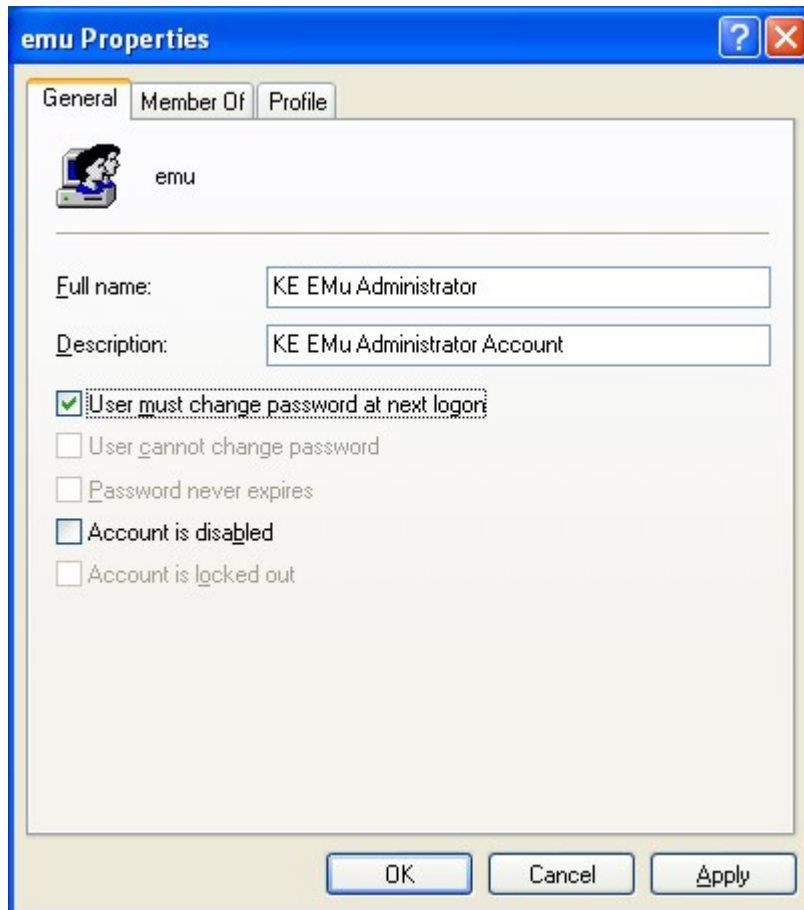 emu Properties
General Member Of Profile
emu
Full name: KE EMu Administrator
Description: KE EMu Administrator Account
User must change password at next logon
User cannot change password
Password never expires
Account is disabled
Account is locked out
OK Cancel Apply